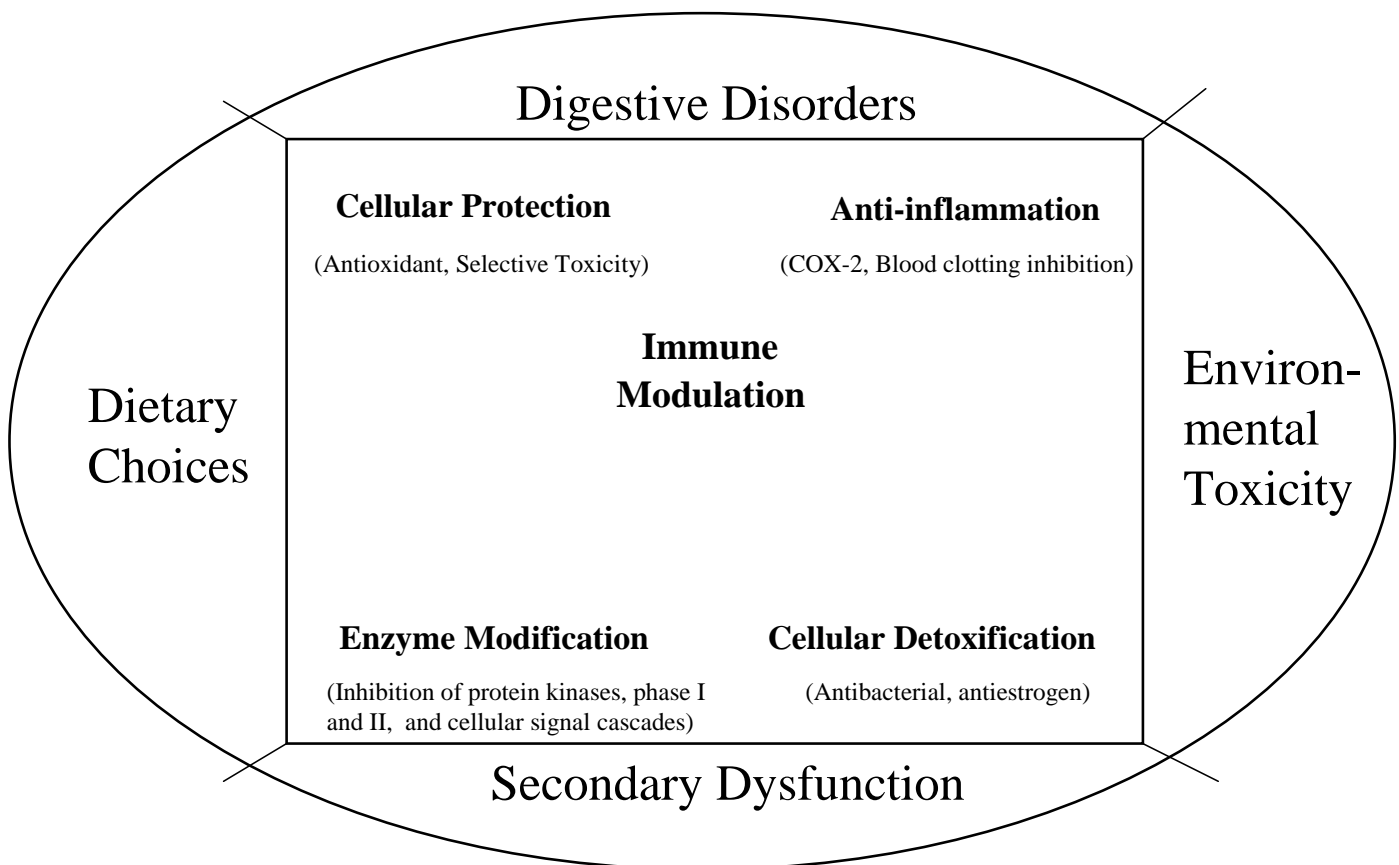 Digestive Disorders
Cellular Protection
Anti-inflammation
(Antioxidant, Selective Toxicity)
(COX-2, Blood clotting inhibition)
Immune
Modulation
Dietary
Choices
Environ-
mental
Toxicity
Enzyme Modification
Cellular Detoxification
(Inhibition of protein kinases, phase I
and II,  and cellular signal cascades)
(Antibacterial, antiestrogen)
Secondary Dysfunction